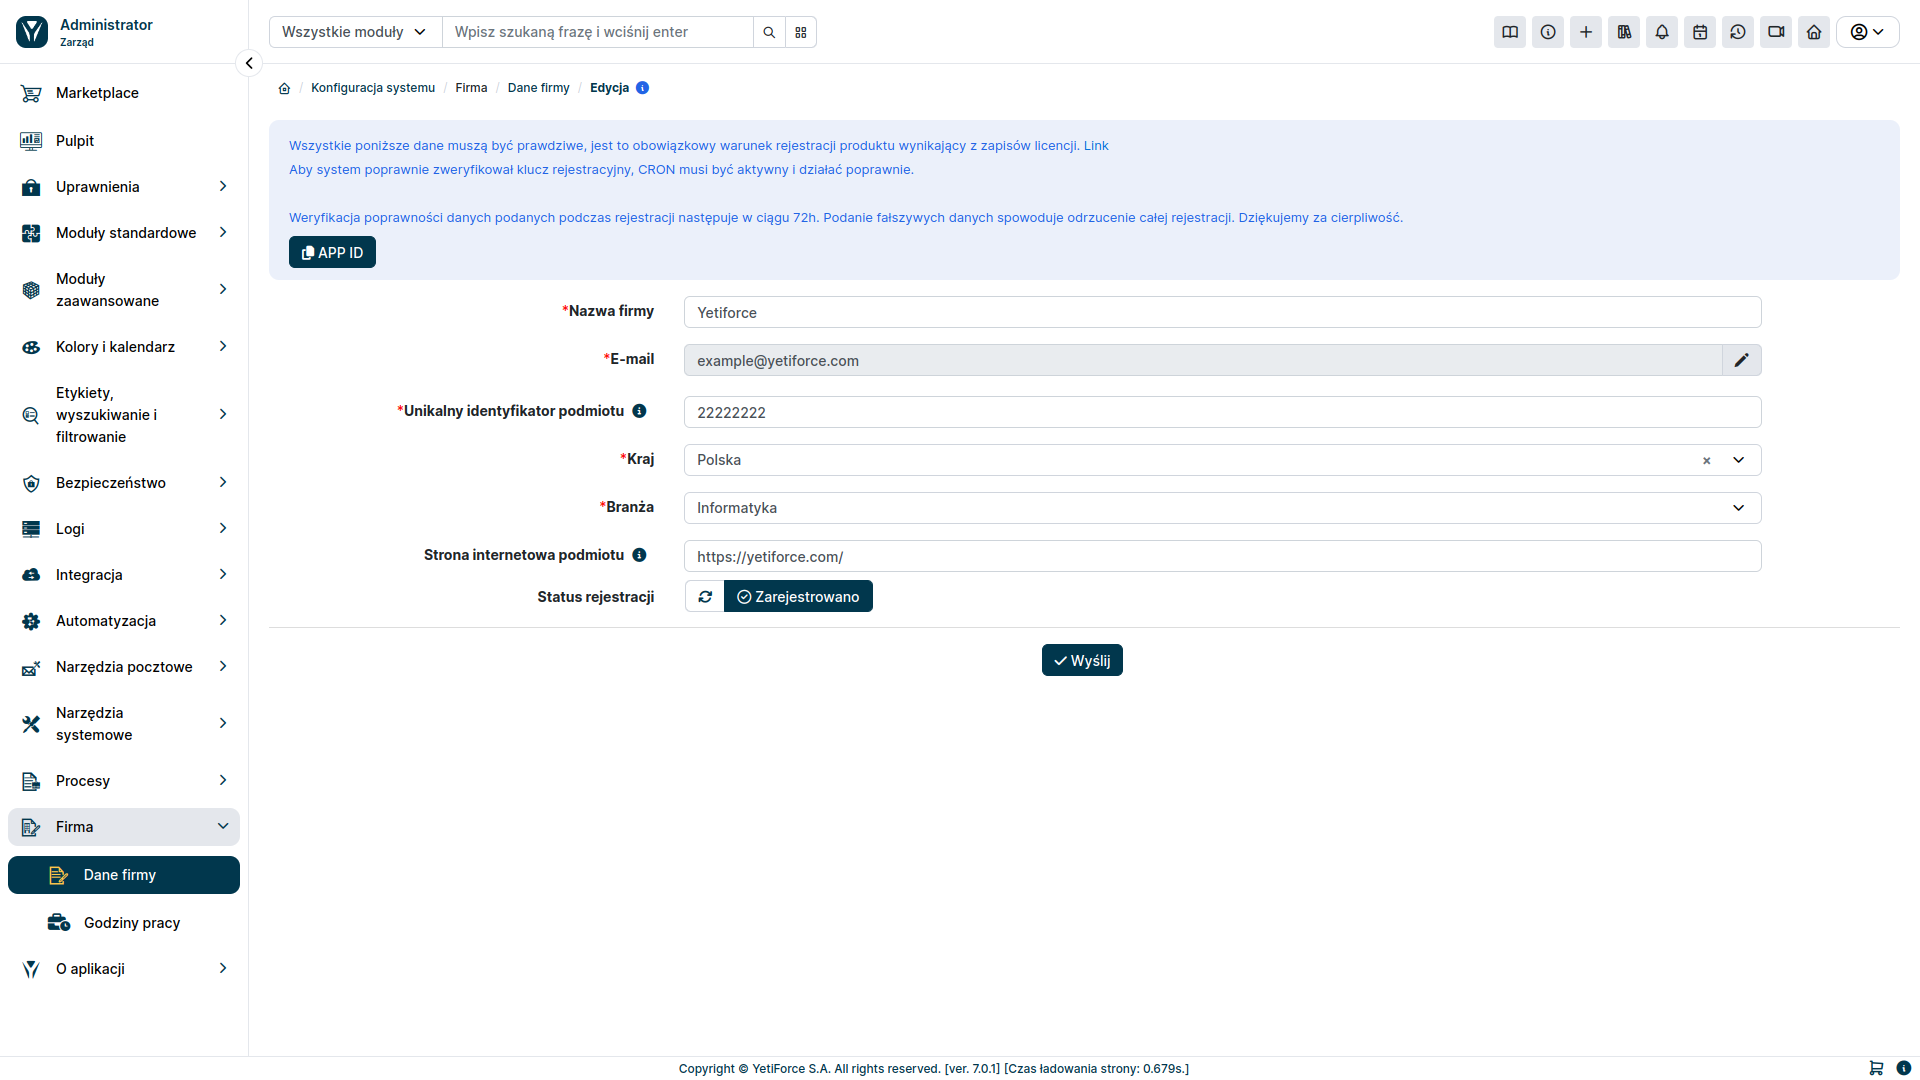 Administrator
Zarząd
Wszystkie moduły
Wpisz szukaną frazę i wciśnij enter
Marketplace
Pulpit
Uprawnienia
Moduły standardowe
Moduły
zaawansowane
Kolory i kalendarz
Etykiety,
wyszukiwanie i
filtrowanie
Bezpieczeństwo
Logi
Integracja
Automatyzacja
Narzędzia pocztowe
Narzędzia
systemowe
Procesy
Firma
Dane firmy
Godziny pracy
O aplikacji
/ Konfiguracja systemu / Firma / Dane firmy / Edycja
Wszystkie poniższe dane muszą być prawdziwe, jest to obowiązkowy warunek rejestracji produktu wynikający z zapisów licencji. Link
Aby system poprawnie zweryfikował klucz rejestracyjny, CRON musi być aktywny i działać poprawnie.
Weryfikacja poprawności danych podanych podczas rejestracji następuje w ciągu 72h. Podanie fałszywych danych spowoduje odrzucenie całej rejestracji. Dziękujemy za cierpliwość.
APP ID
*Nazwa firmy
Yetiforce
*E-mail
example@yetiforce.com
*Unikalny identyfikator podmiotu
22222222
*Kraj
Polska ×
*Branża
Informatyka
Strona internetowa podmiotu
https://yetiforce.com/
Status rejestracji
Zarejestrowano
Wyślij
Copyright © YetiForce S.A. All rights reserved. [ver. 7.0.1] [Czas ładowania strony: 0.679s.]